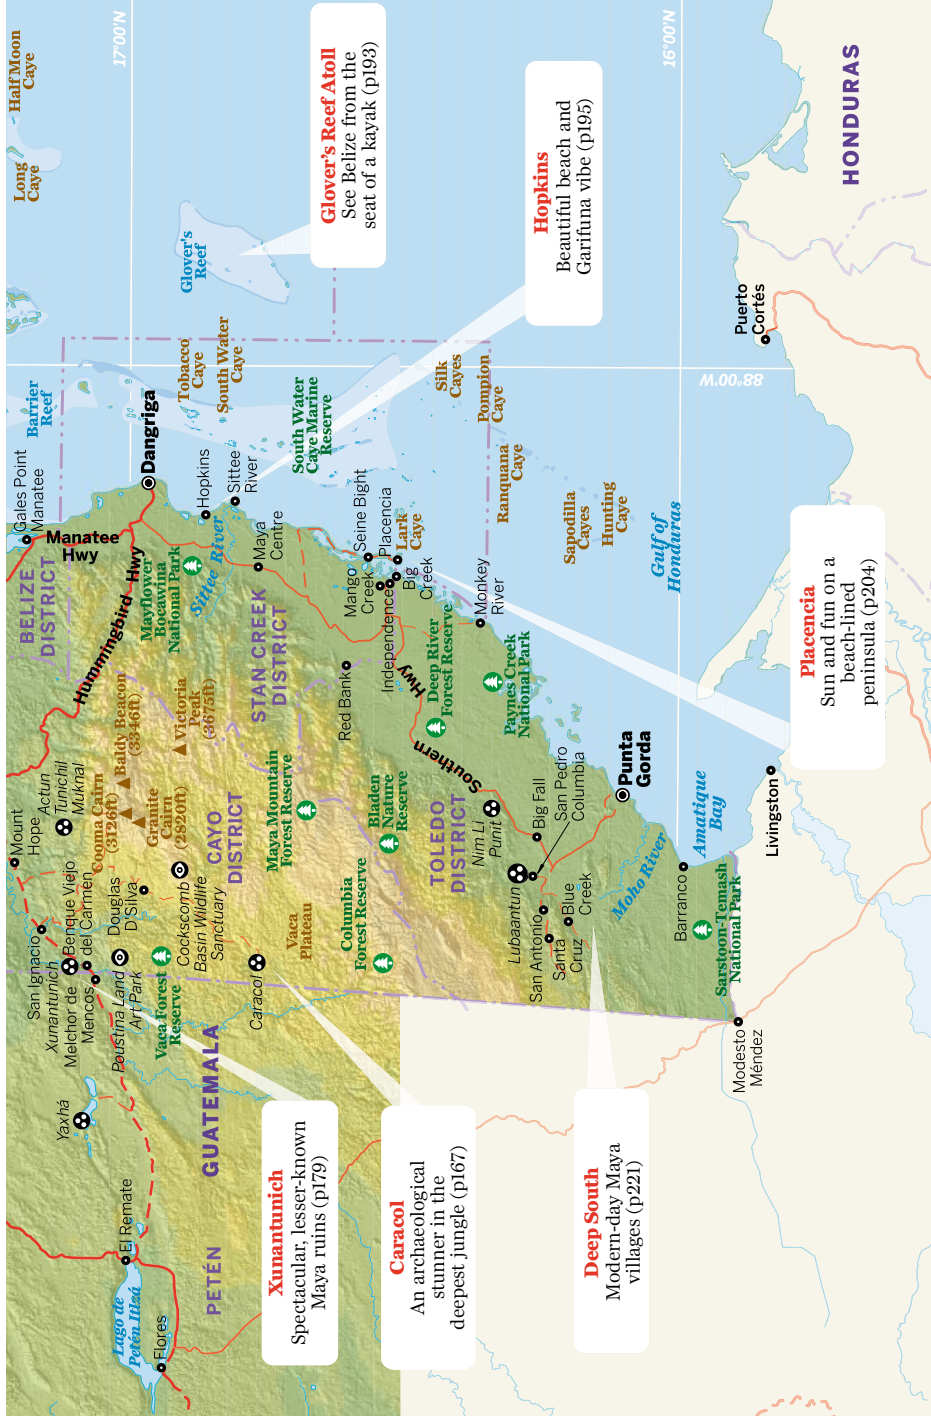 Half Moon
Caye
Long
Caye
Barrier
Reef
Gales Point
Manatee
BELIZE
DISTRICT
Manatee
Hwy
Mount
Hope
San Ignacio
Xunantunich
Benque Viejo
del Carmen
Melchor de
Mencos
Actun
Tunichil
Muknal
Yaxhá
Hummingbird Hwy
17°00'N
Cooma Cairn
(3126ft)
Baldy Beacon
(3346ft)
Granite
Cairn
(2820ft)
Victoria
Peak
(3675ft)
Douglas
D'Silva
Poustina Land
Art Park
El Remate
Lago de
Petén Itzá
Flores
Dangriga
Mayflower
Bocawina
National Park
Vaca Forest
Reserve
Cockscomb
Basin Wildlife
Sanctuary
Glover's
Reef
Tobacco
Caye
South Water
Caye
Hopkins
Sittee
River
Sittee River
PETÉN
GUATEMALA
CAYO
DISTRICT
STAN CREEK
DISTRICT
Maya
Centre
Caracol
Maya Mountain
Forest Reserve
Vaca
Plateau
South Water
Caye Marine
Reserve
Xunantunich
Spectacular, lesser-known
Maya ruins (p179)
Glover's Reef Atoll
See Belize from the
seat of a kayak (p193)
Columbia
Forest Reserve
Bladen
Nature
Reserve
Red Bank
Mango
Creek
Seine Bight
Placencia
Independence
Big
Creek
Lark
Caye
Southern Hwy
Deep River
Forest Reserve
Caracol
An archaeological
stunner in the
deepest jungle (p167)
TOLEDO
DISTRICT
Nim Li
Punit
Silk
Cayes
Pompion
Caye
Ranguana
Caye
Monkey
River
Paynes Creek
National Park
Lubaantun
San Antonio
Big Fall
San Pedro
Columbia
Santa
Cruz
Blue
Creek
Hopkins
Beautiful beach and
Garifuna vibe (p195)
Sapodilla
Cayes
Hunting
Caye
Deep South
Modern-day Maya
villages (p221)
Punta
Gorda
Moho River
Gulf of
Honduras
16°00'N
Barranco
Amatique
Bay
Sarstoon-Temash
National Park
88°00'W
Modesto
Méndez
Livingston
Puerto
Cortés
Placencia
Sun and fun on a
beach-lined
peninsula (p204)
HONDURAS